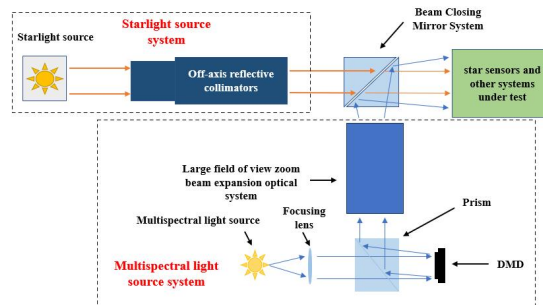 Starlight source
system
Starlight source
Off-axis reflective
collimators
Beam Closing
Mirror System
star sensors and
other systems
under test
Large field of view zoom
beam expansion optical
system
Multispectral light source
Focusing
lens
Prism
DMD
Multispectral light
source system